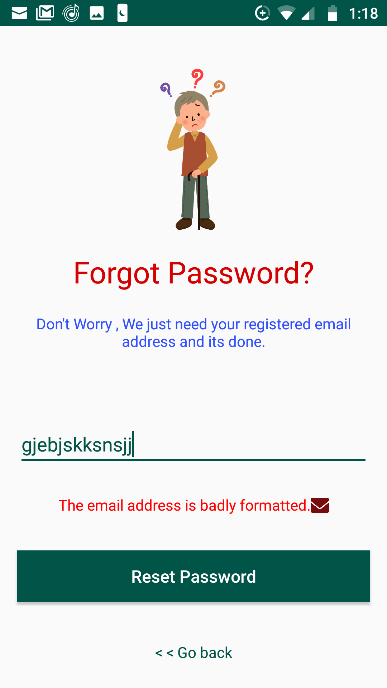 1:18
? ? ?
Forgot Password?
Don't Worry , We just need your registered email
address and its done.
gjebjskksnsjj
The email address is badly formatted.
Reset Password
< < Go back